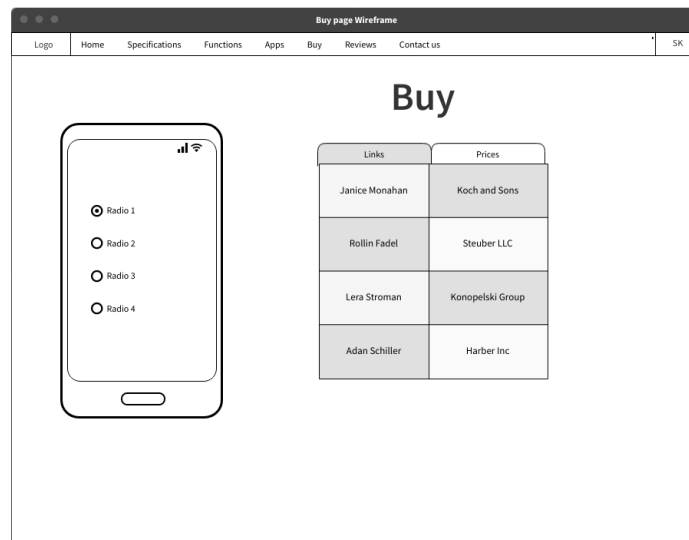 Buy page Wireframe
Logo Home Specifications Functions Apps Buy Reviews Contact us SK
Buy
Links Prices
Janice Monahan Koch and Sons
Rollin Fadel Steuber LLC
Lera Stroman Konopelski Group
Adan Schiller Harber Inc
Radio 1
Radio 2
Radio 3
Radio 4